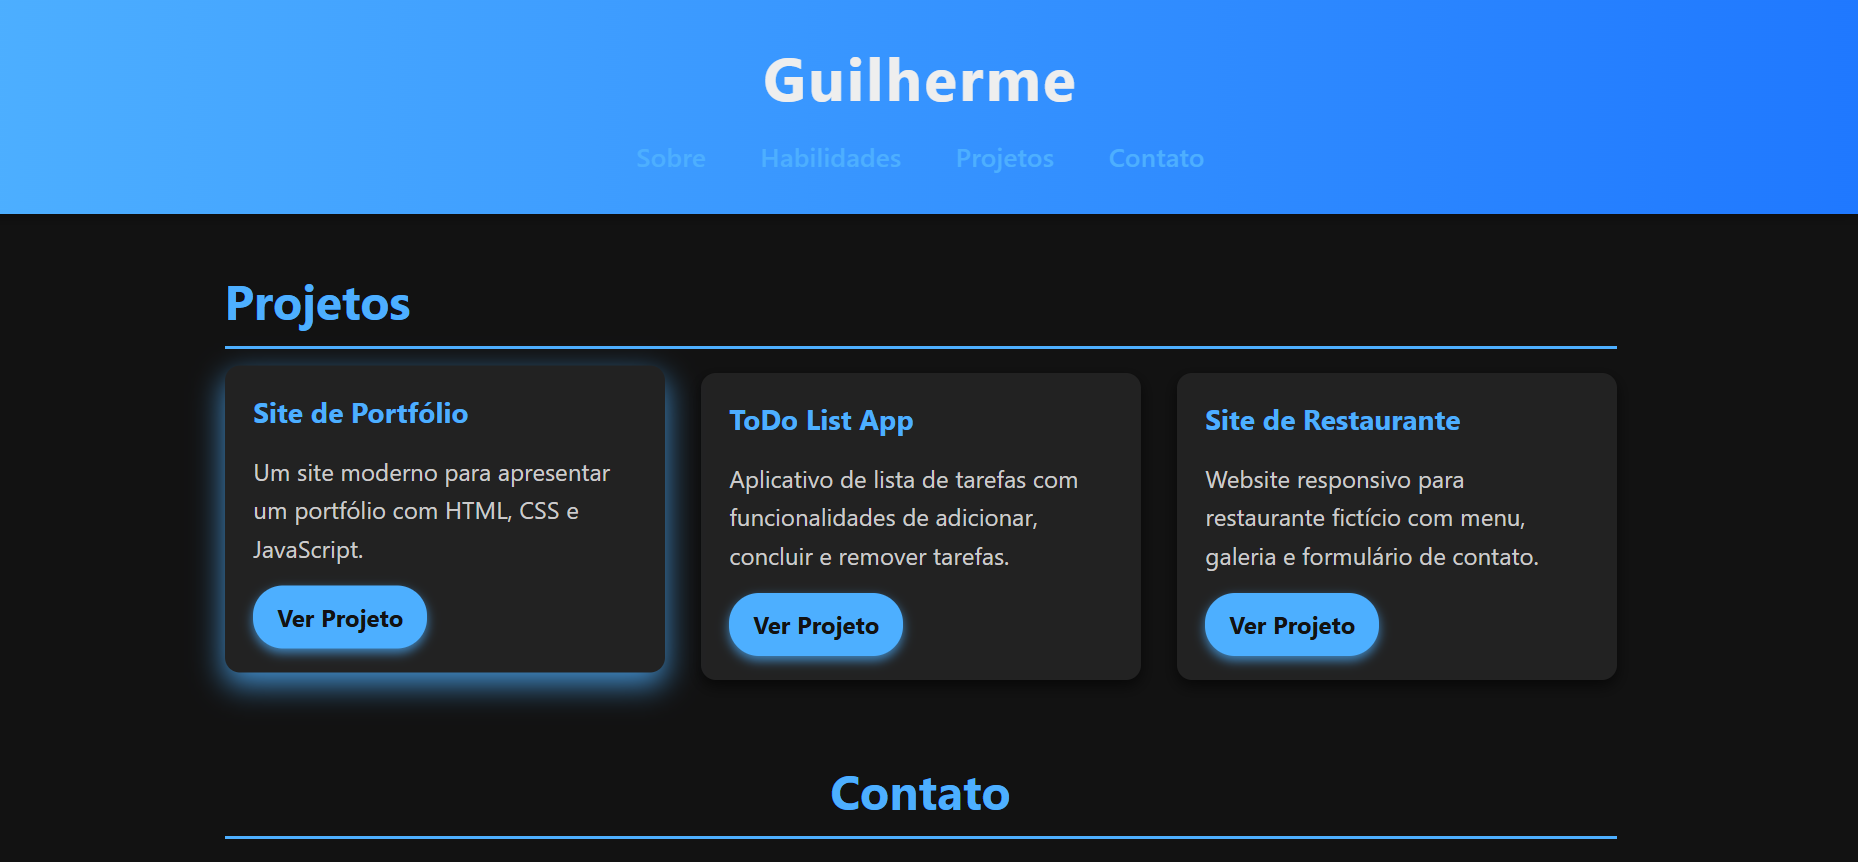 Guilherme
Sobre Habilidades Projetos Contato
Projetos
Site de Portfólio
Um site moderno para apresentar
um portfólio com HTML, CSS e
JavaScript.
Ver Projeto
ToDo List App
Aplicativo de lista de tarefas com
funcionalidades de adicionar,
concluir e remover tarefas.
Ver Projeto
Site de Restaurante
Website responsivo para
restaurante fictício com menu,
galeria e formulário de contato.
Ver Projeto
Contato